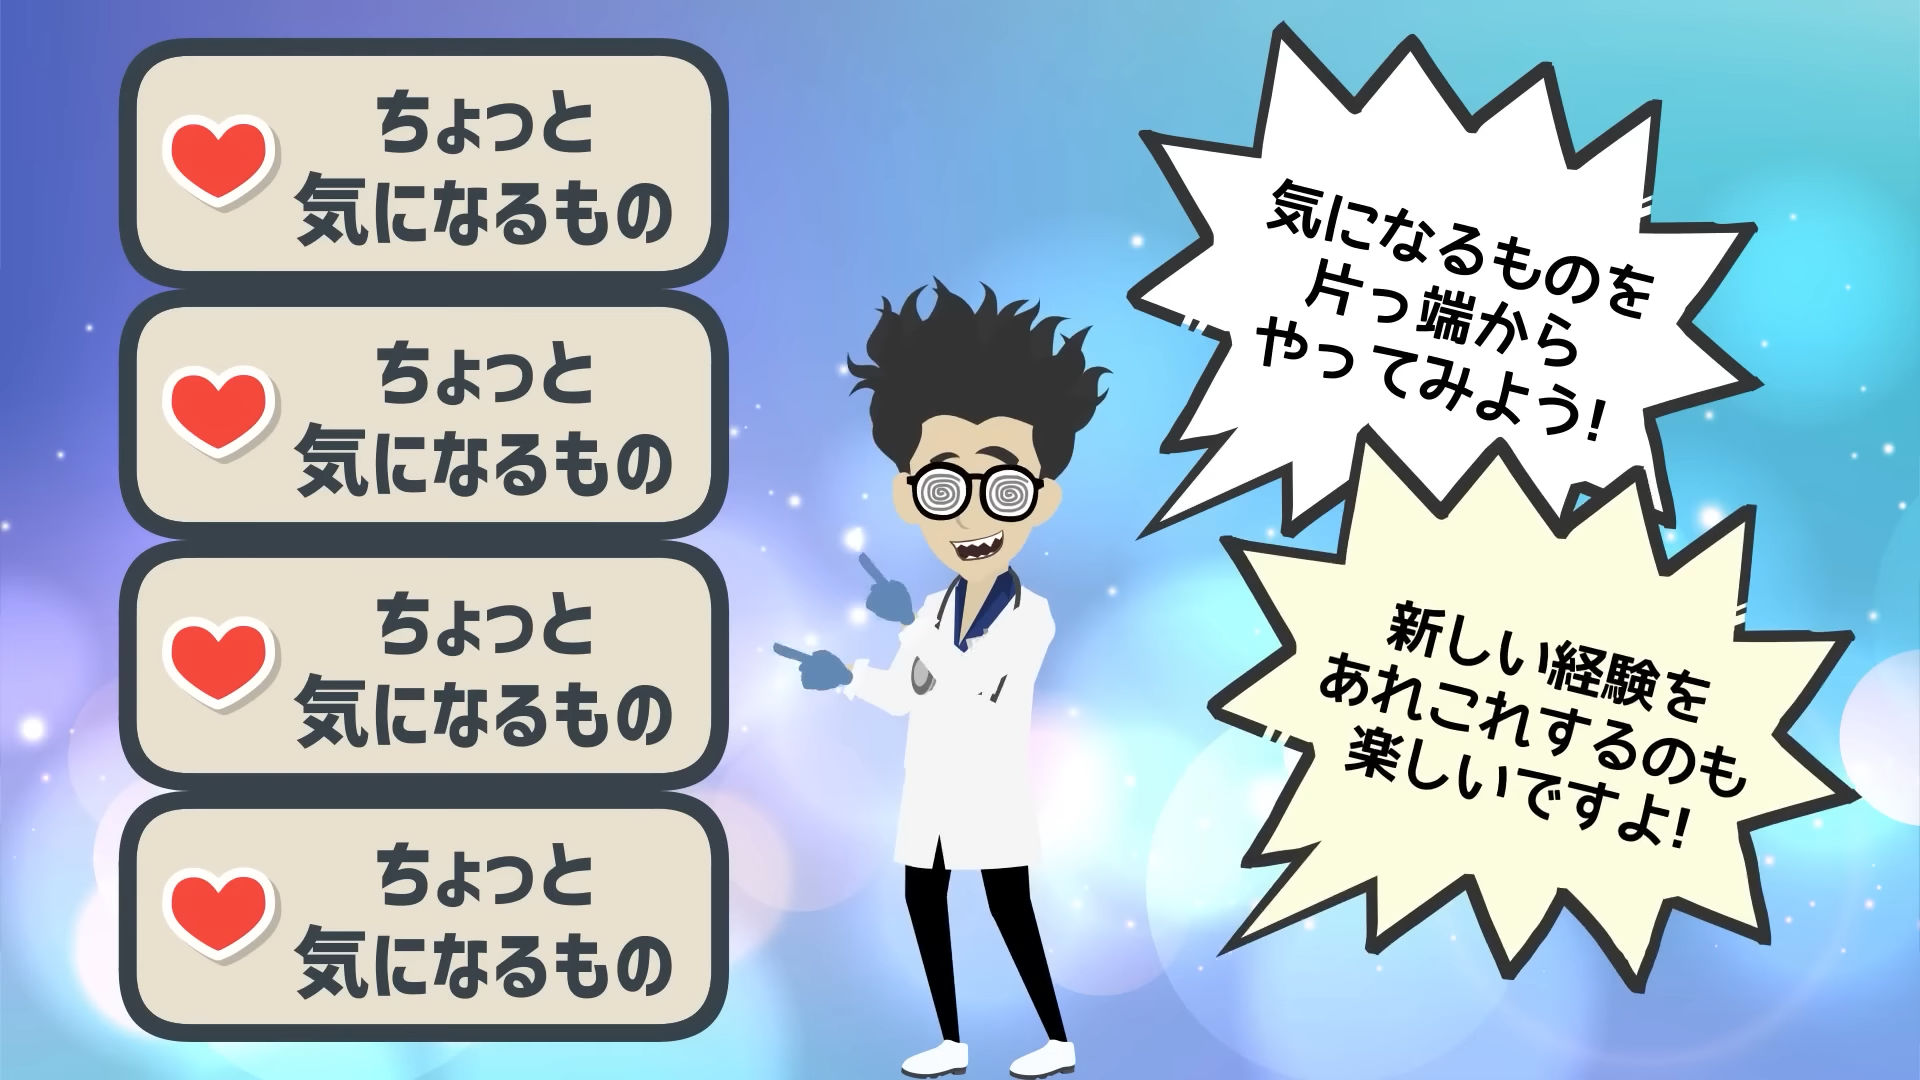 ちょっと
気になるもの
ちょっと
気になるもの
ちょっと
気になるもの
ちょっと
気になるもの
気になるものを
片っ端から
やってみよう!
新しい経験を
あれこれするのも
楽しいですよ!